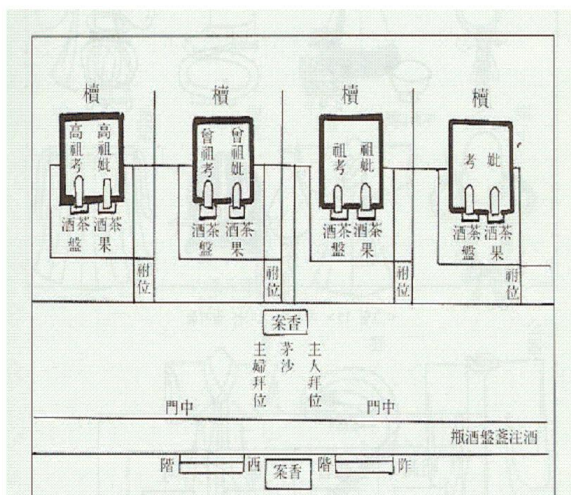 櫝
櫝
櫝
櫝
高祖考
高祖妣
曾祖考
曾祖妣
祖考
祖妣
考
妣
茶酒
茶酒
果
盤
茶酒
茶酒
果
盤
茶酒
茶酒
果
盤
茶酒
茶酒
果
盤
祔位
祔位
祔位
祔位
香案
主人拜位
茅沙
主婦拜位
中門
中門
酒注盞盤酒瓶
阼階
香案
西階